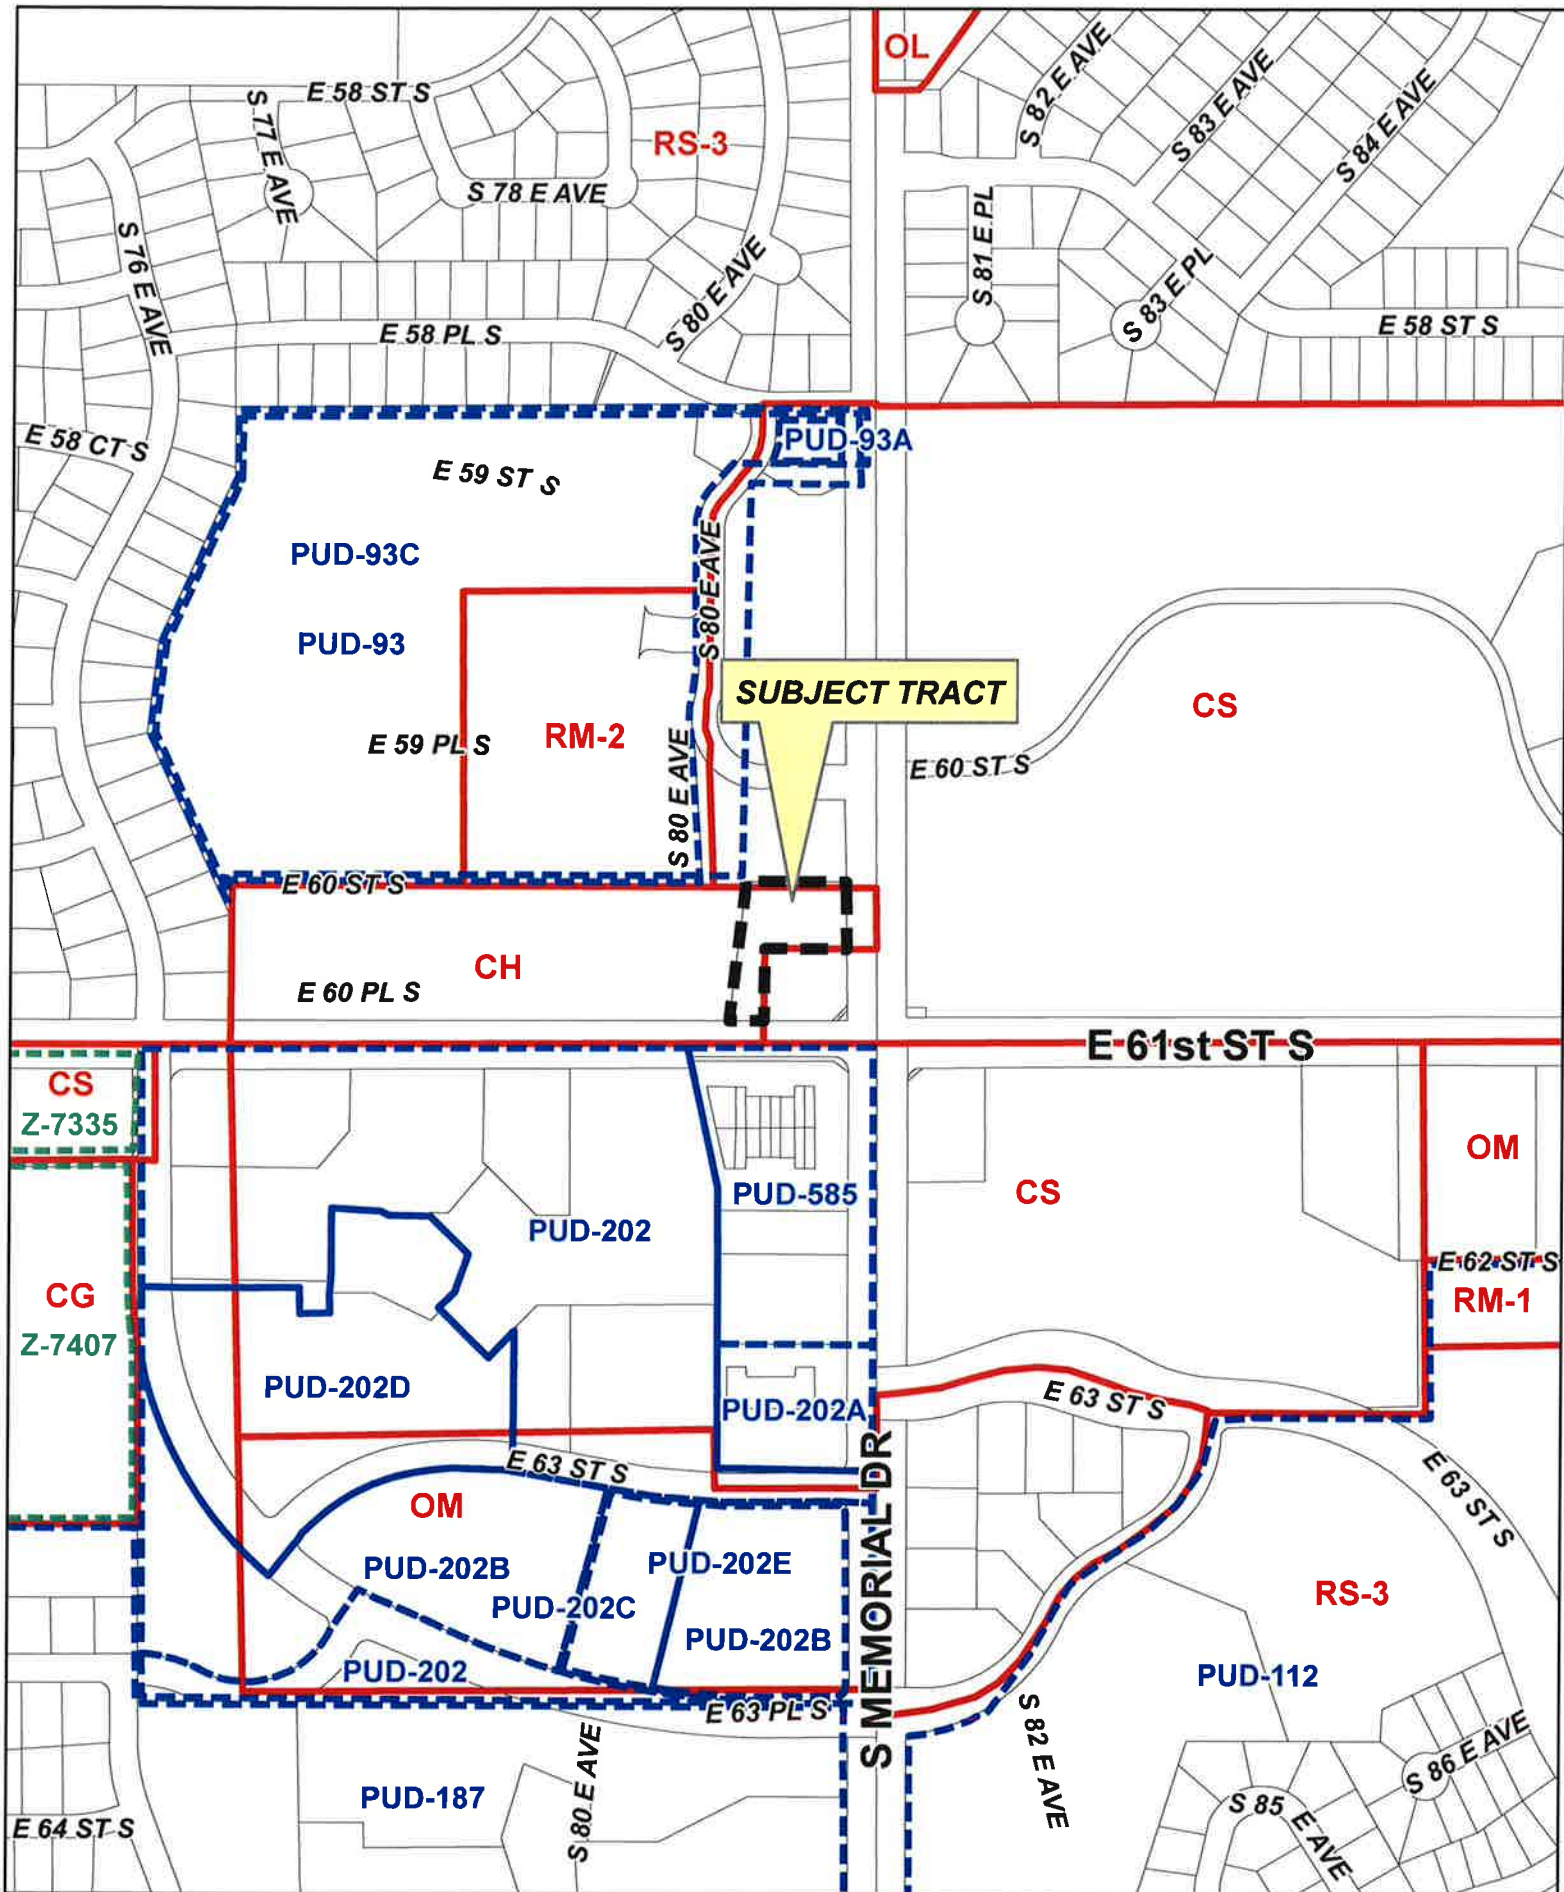 OL
S 82 E AVE
S 83 E AVE
S 84 E AVE
E 58 ST S
S 77 E AVE
RS-3
S 78 E AVE
S 76 E AVE
S 80 E AVE
S 81 E PL
S 83 E PL
E 58 PL S
E 58 ST S
E 58 CT S
PUD-93A
E 59 ST S
PUD-93C
S 80 E AVE
PUD-93
SUBJECT TRACT
CS
RM-2
E 59 PL S
S 80 E AVE
E 60 ST S
E 60 ST S
CH
E 60 PL S
E 61st ST S
CS
Z-7335
OM
PUD-585
CS
PUD-202
E 62 ST S
CG
RM-1
Z-7407
PUD-202D
PUD-202A
E 63 ST S
E 63 ST S
E 63 ST S
OM
S MEMORIAL DR
PUD-202B
PUD-202E
RS-3
PUD-202C
PUD-202B
PUD-202
PUD-112
E 63 PL S
S 82 E AVE
S 80 E AVE
S 86 E AVE
PUD-187
S 85 E AVE
E 64 ST S